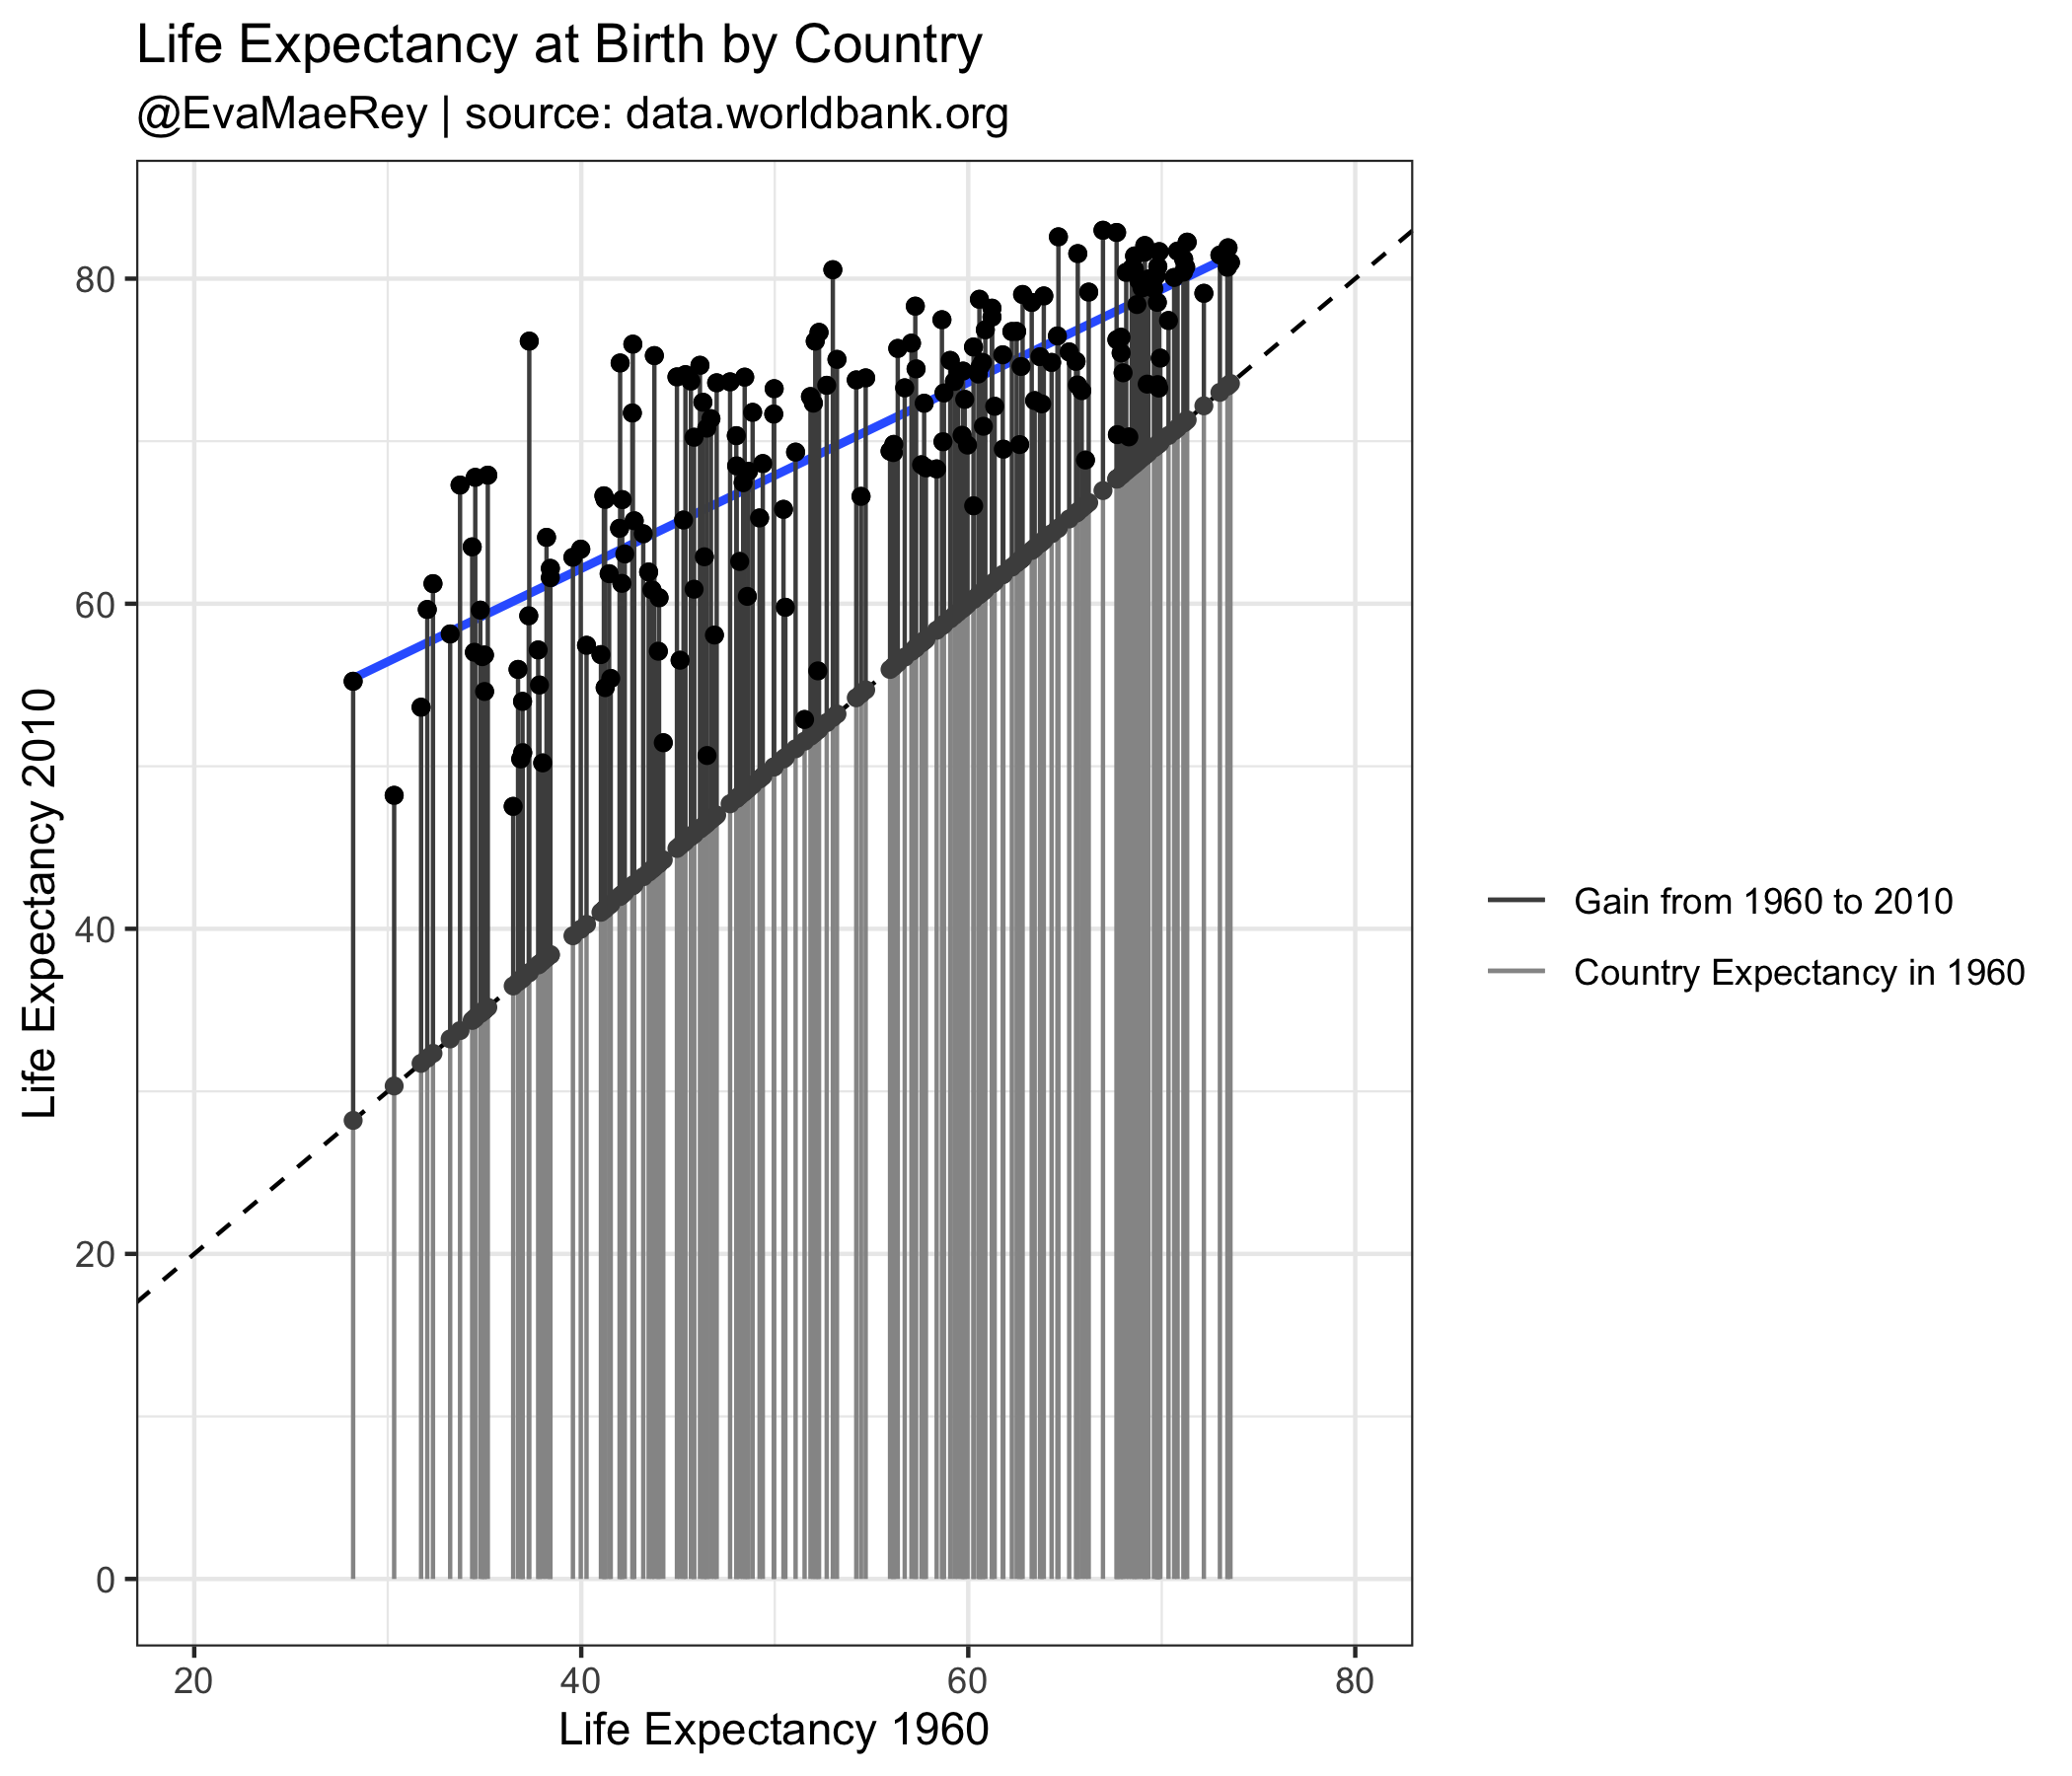 Life Expectancy at Birth by Country
@EvaMaeRey | source: data.worldbank.org
Life Expectancy 2010
80
60
40
20
0
20
40
60
80
Life Expectancy 1960
Gain from 1960 to 2010
Country Expectancy in 1960